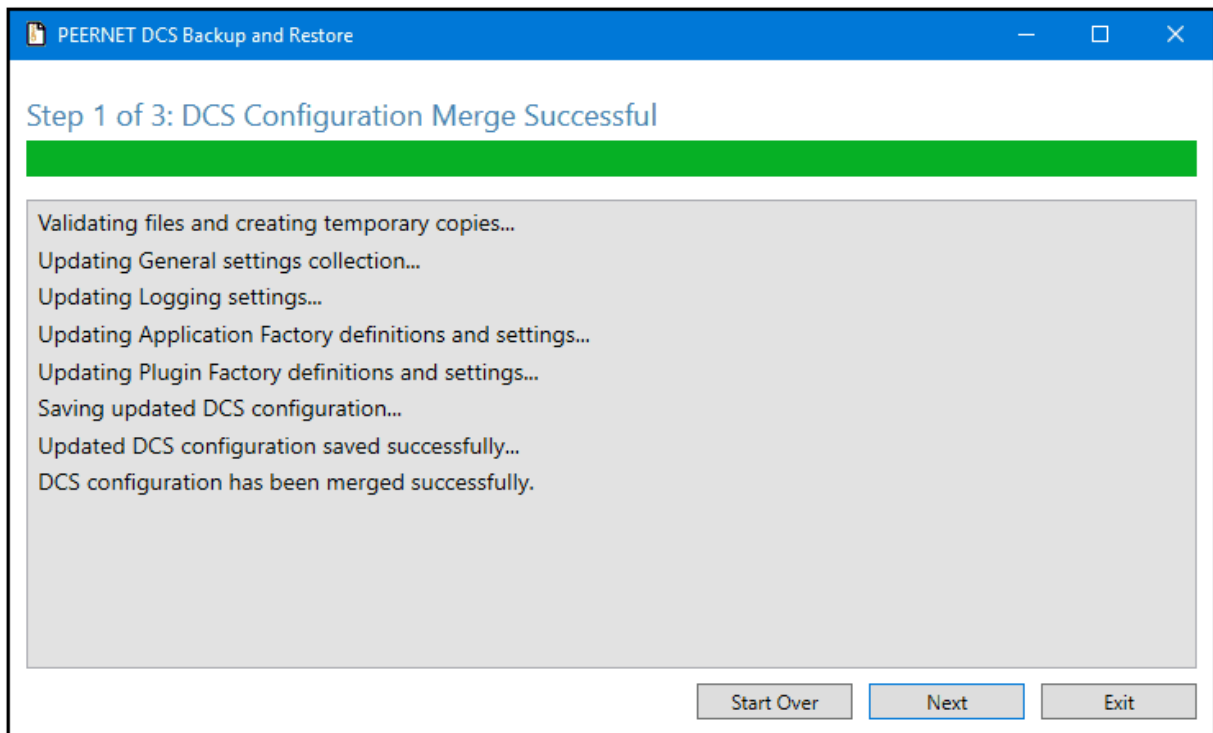 PEERNET DCS Backup and Restore
Step 1 of 3: DCS Configuration Merge Successful
Validating files and creating temporary copies...
Updating General settings collection...
Updating Logging settings...
Updating Application Factory definitions and settings...
Updating Plugin Factory definitions and settings...
Saving updated DCS configuration...
Updated DCS configuration saved successfully...
DCS configuration has been merged successfully.
Start Over Next Exit